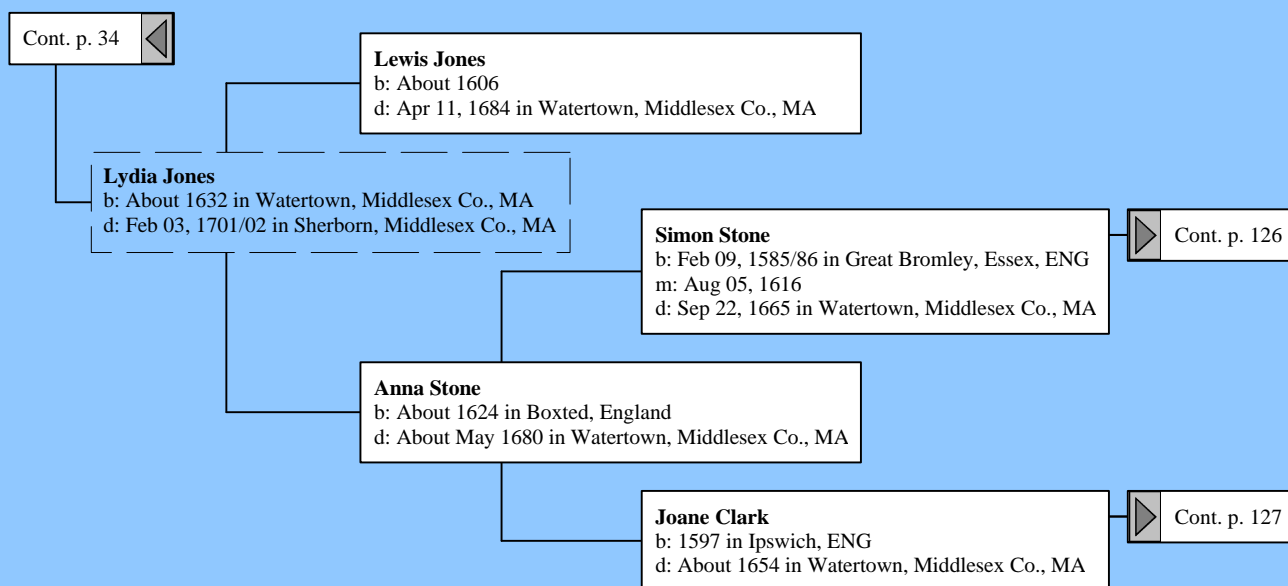 Cont. p. 34
Lewis Jones
b: About 1606
d: Apr 11, 1684 in Watertown, Middlesex Co., MA
Lydia Jones
b: About 1632 in Watertown, Middlesex Co., MA
d: Feb 03, 1701/02 in Sherborn, Middlesex Co., MA
Simon Stone
b: Feb 09, 1585/86 in Great Bromley, Essex, ENG
m: Aug 05, 1616
d: Sep 22, 1665 in Watertown, Middlesex Co., MA
Cont. p. 126
Anna Stone
b: About 1624 in Boxted, England
d: About May 1680 in Watertown, Middlesex Co., MA
Joane Clark
b: 1597 in Ipswich, ENG
d: About 1654 in Watertown, Middlesex Co., MA
Cont. p. 127